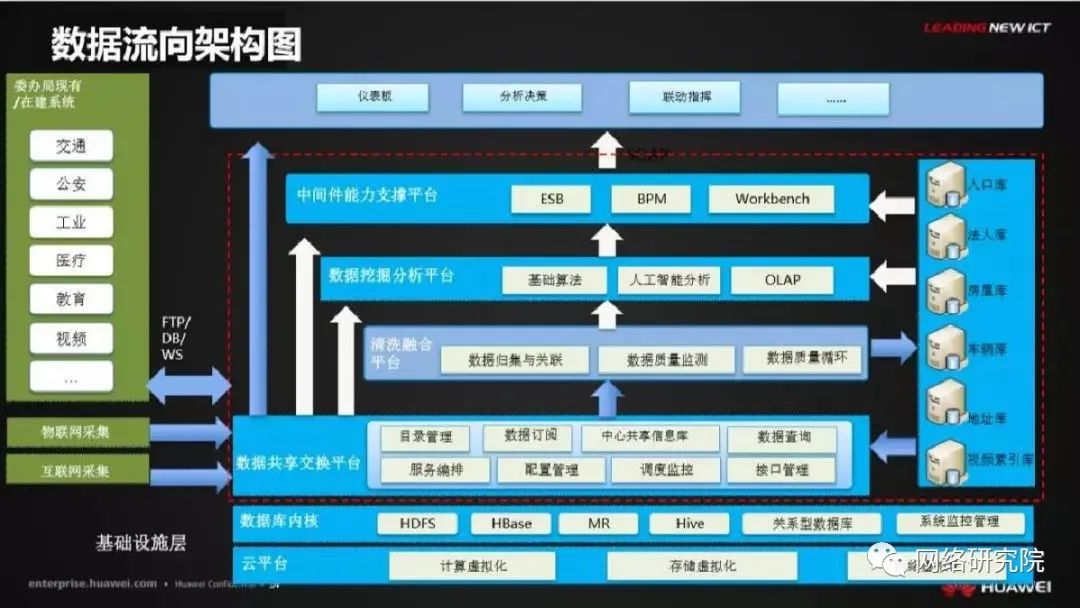 数据流向架构图
LEADING NEW ICT
委办局现有
/在建系统
交通
公安
工业
医疗
教育
视频
...
物联网采集
互联网采集
FTP/
DB/
WS
仪表板
分析决策
联动指挥
......
SOAP
中间件能力支撑平台
ESB
BPM
Workbench
数据挖掘分析平台
基础算法
人工智能分析
OLAP
清洗融合
平台
数据归集与关联
数据质量监测
数据质量循环
数据共享交换平台
目录管理
数据订阅
中心共享信息库
数据查询
服务编排
配置管理
调度监控
接口管理
人口库
法人库
房屋库
车辆库
地址库
视频索引库
基础设施层
数据库内核
HDFS
HBase
MR
Hive
关系型数据库
系统监控管理
云平台
计算虚拟化
存储虚拟化
网络研究院
enterprise.huawei.com • Huawei Confidential • 34
HUAWEI